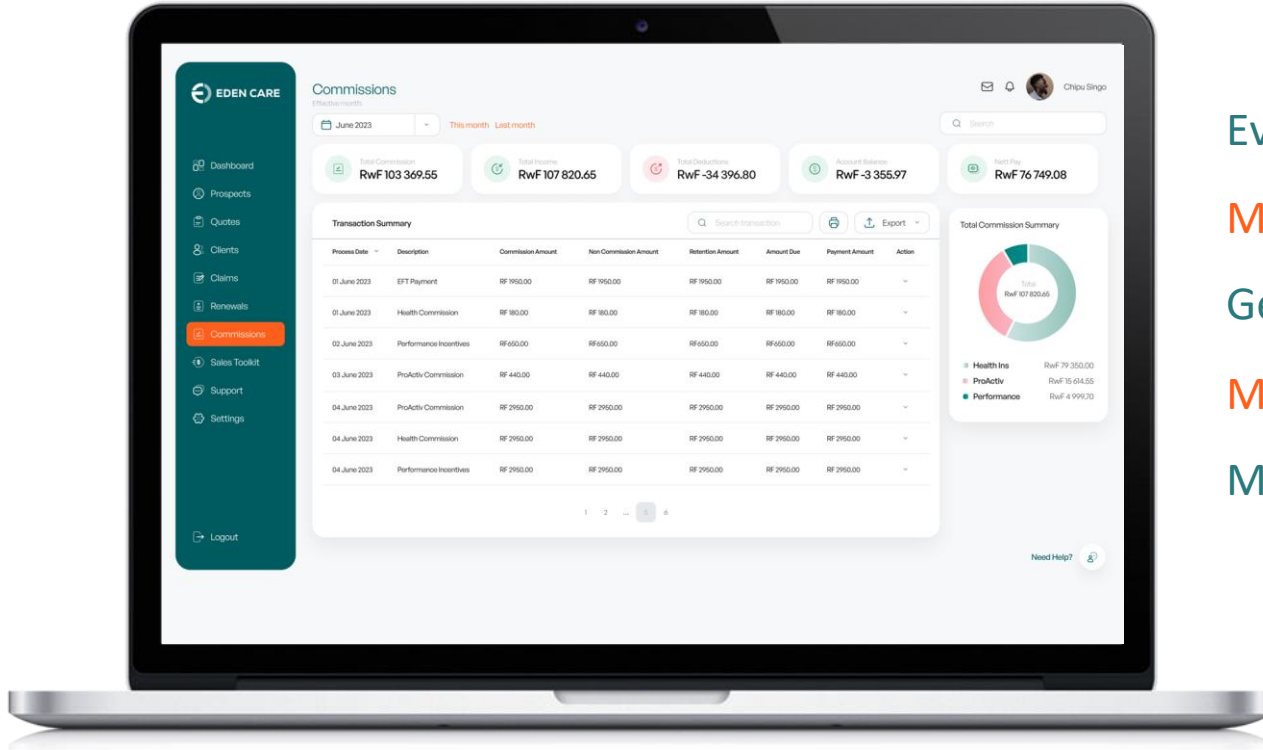 EDEN CARE
Dashboard
Prospects
Quotes
Clients
Claims
Renewals
Commissions
Sales Toolkit
Support
Settings
Logout
Commissions
Effective month
June 2023
This month Last month
Chipu Singo
Search
Total Commission
RwF 103 369.55
Total Income
RwF 107 820.65
Total Deductions
RwF -34 396.80
Account Balance
RwF -3 355.97
Nett Pay
RwF 76 749.08
Transaction Summary
Search transaction
Export
Process Date Description Commission Amount Non Commission Amount Retention Amount Amount Due Payment Amount Action
01 June 2023 EFT Payment RF 1950.00 RF 1950.00 RF 1950.00 RF 1950.00 RF 1950.00
01 June 2023 Health Commission RF 180.00 RF 180.00 RF 180.00 RF 180.00 RF 180.00
02 June 2023 Performance Incentives RF650.00 RF650.00 RF650.00 RF650.00 RF650.00
03 June 2023 ProActiv Commission RF 440.00 RF 440.00 RF 440.00 RF 440.00 RF 440.00
04 June 2023 ProActiv Commission RF 2950.00 RF 2950.00 RF 2950.00 RF 2950.00 RF 2950.00
04 June 2023 Health Commission RF 2950.00 RF 2950.00 RF 2950.00 RF 2950.00 RF 2950.00
04 June 2023 Performance Incentives RF 2950.00 RF 2950.00 RF 2950.00 RF 2950.00 RF 2950.00
1 2 ... 6
Total Commission Summary
Total
RwF 107 820.65
Health Ins RwF 79 350.00
ProActiv RwF 15 614.55
Performance RwF 4 999.70
Need Help?
Ev
M
Ge
M
M